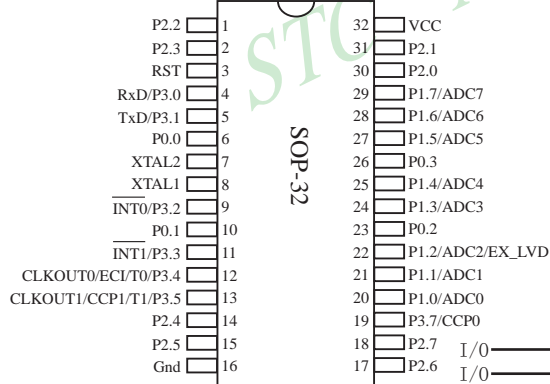 P2.2 1 32 VCC
P2.3 2 31 P2.1
RST 3 30 P2.0
RxD/P3.0 4 29 P1.7/ADC7
TxD/P3.1 5 28 P1.6/ADC6
P0.0 6 27 P1.5/ADC5
XTAL2 7 26 P0.3
XTAL1 8 25 P1.4/ADC4
INT0/P3.2 9 24 P1.3/ADC3
P0.1 10 23 P0.2
INT1/P3.3 11 22 P1.2/ADC2/EX_LVD
CLKOUT0/ECI/T0/P3.4 12 21 P1.1/ADC1
CLKOUT1/CCP1/T1/P3.5 13 20 P1.0/ADC0
P2.4 14 19 P3.7/CCP0
P2.5 15 18 P2.7
Gnd 16 17 P2.6
SOP-32
I/O
I/O
STC